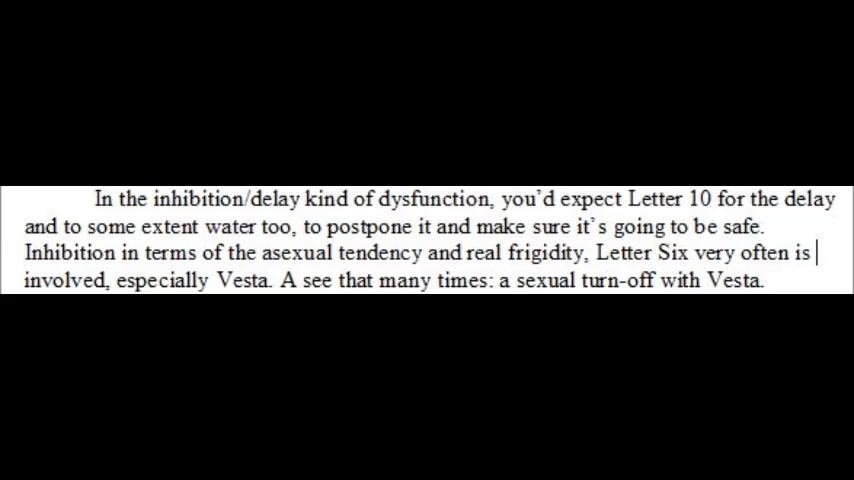 In the inhibition/delay kind of dysfunction, you’d expect Letter 10 for the delay
and to some extent water too, to postpone it and make sure it’s going to be safe.
Inhibition in terms of the asexual tendency and real frigidity, Letter Six very often is
involved, especially Vesta. A see that many times: a sexual turn-off with Vesta.